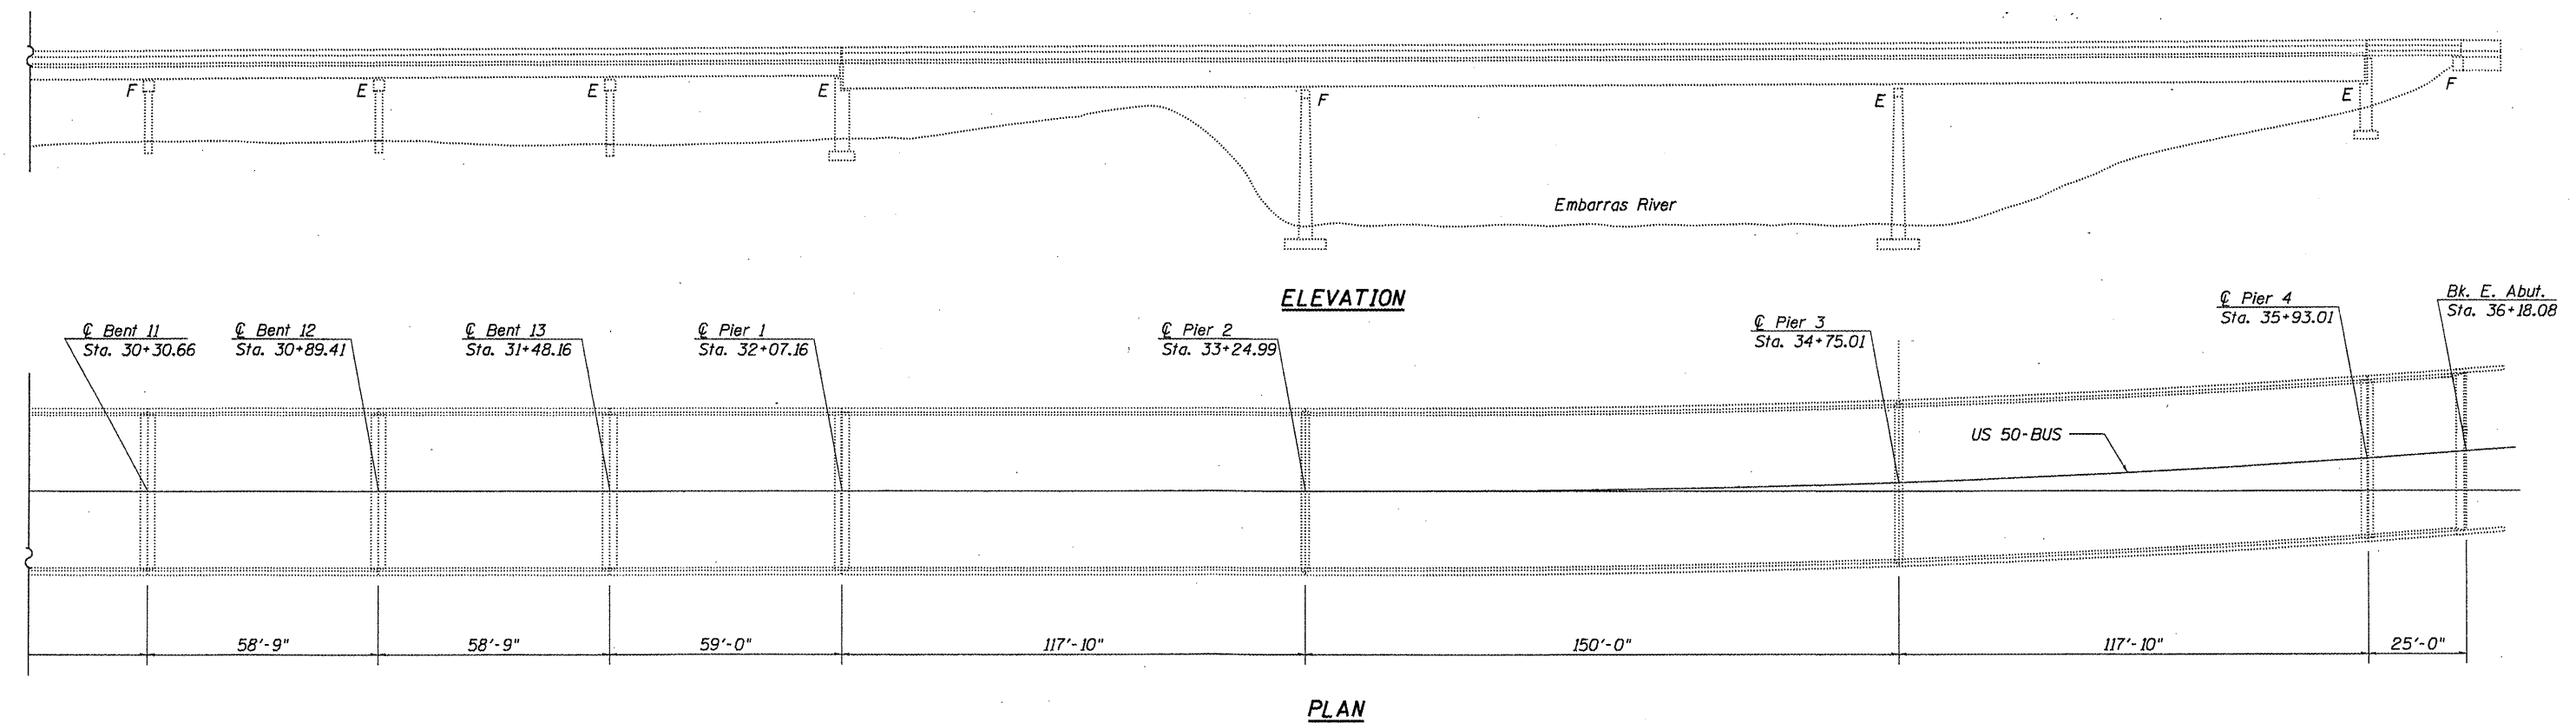 F
E
E
E
F
E
E
F
Embarras River
ELEVATION
℄ Bent 11
Sta. 30+30.66
℄ Bent 12
Sta. 30+89.41
℄ Bent 13
Sta. 31+48.16
℄ Pier 1
Sta. 32+07.16
℄ Pier 2
Sta. 33+24.99
℄ Pier 3
Sta. 34+75.01
℄ Pier 4
Sta. 35+93.01
Bk. E. Abut.
Sta. 36+18.08
US 50-BUS
58'-9"
58'-9"
59'-0"
117'-10"
150'-0"
117'-10"
25'-0"
PLAN